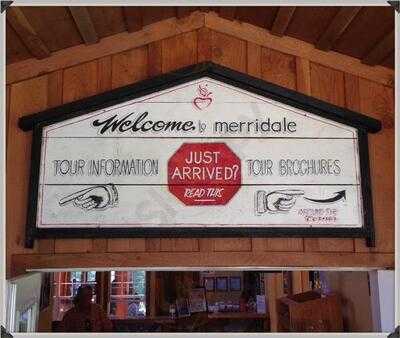 Welcome to merridale
JUST
ARRIVED?
READ THIS
TOUR INFORMATION
TOUR BROCHURES
AROUND THE
CORNER